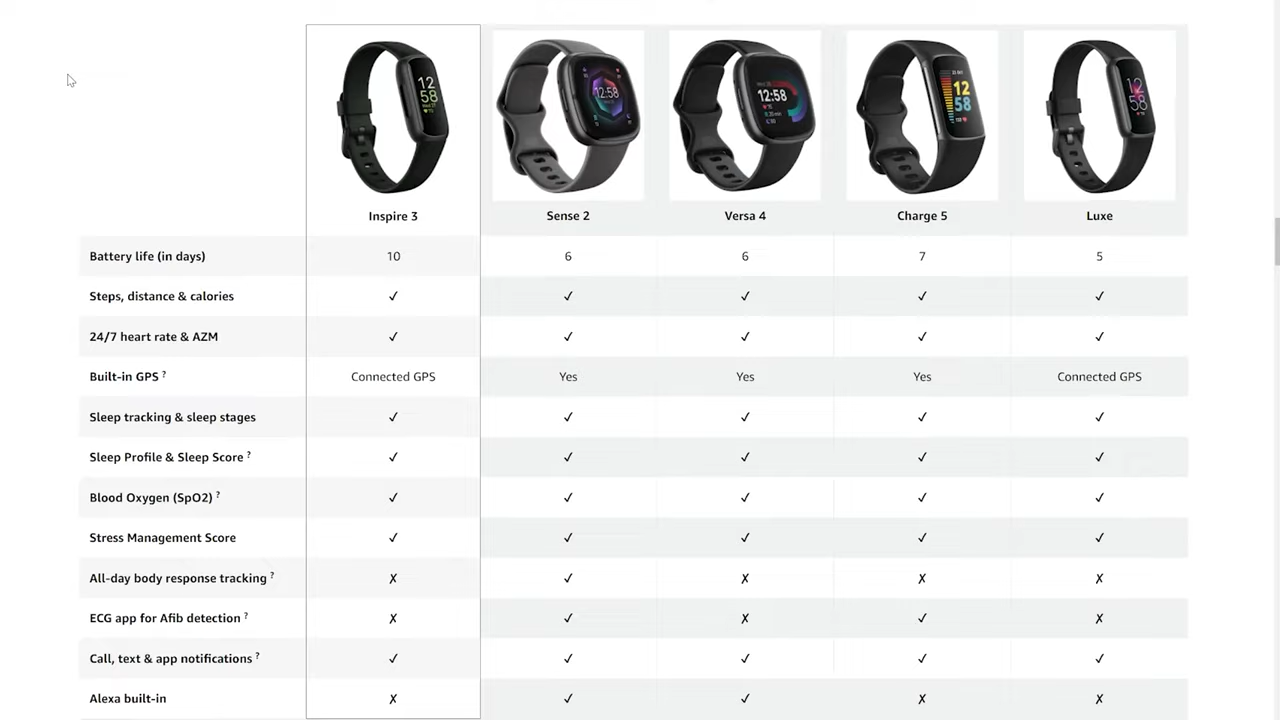 Inspire 3 Sense 2 Versa 4 Charge 5 Luxe
Battery life (in days) 10 6 6 7 5
Steps, distance & calories ✓ ✓ ✓ ✓ ✓
24/7 heart rate & AZM ✓ ✓ ✓ ✓ ✓
Built-in GPS ? Connected GPS Yes Yes Yes Connected GPS
Sleep tracking & sleep stages ✓ ✓ ✓ ✓ ✓
Sleep Profile & Sleep Score ? ✓ ✓ ✓ ✓ ✓
Blood Oxygen (SpO2) ? ✓ ✓ ✓ ✓ ✓
Stress Management Score ✓ ✓ ✓ ✓ ✓
All-day body response tracking ? ✗ ✓ ✗ ✗ ✗
ECG app for Afib detection ? ✗ ✓ ✗ ✓ ✗
Call, text & app notifications ? ✓ ✓ ✓ ✓ ✓
Alexa built-in ✗ ✓ ✓ ✗ ✗
12
58
12:58
12:58
12
58
12
58